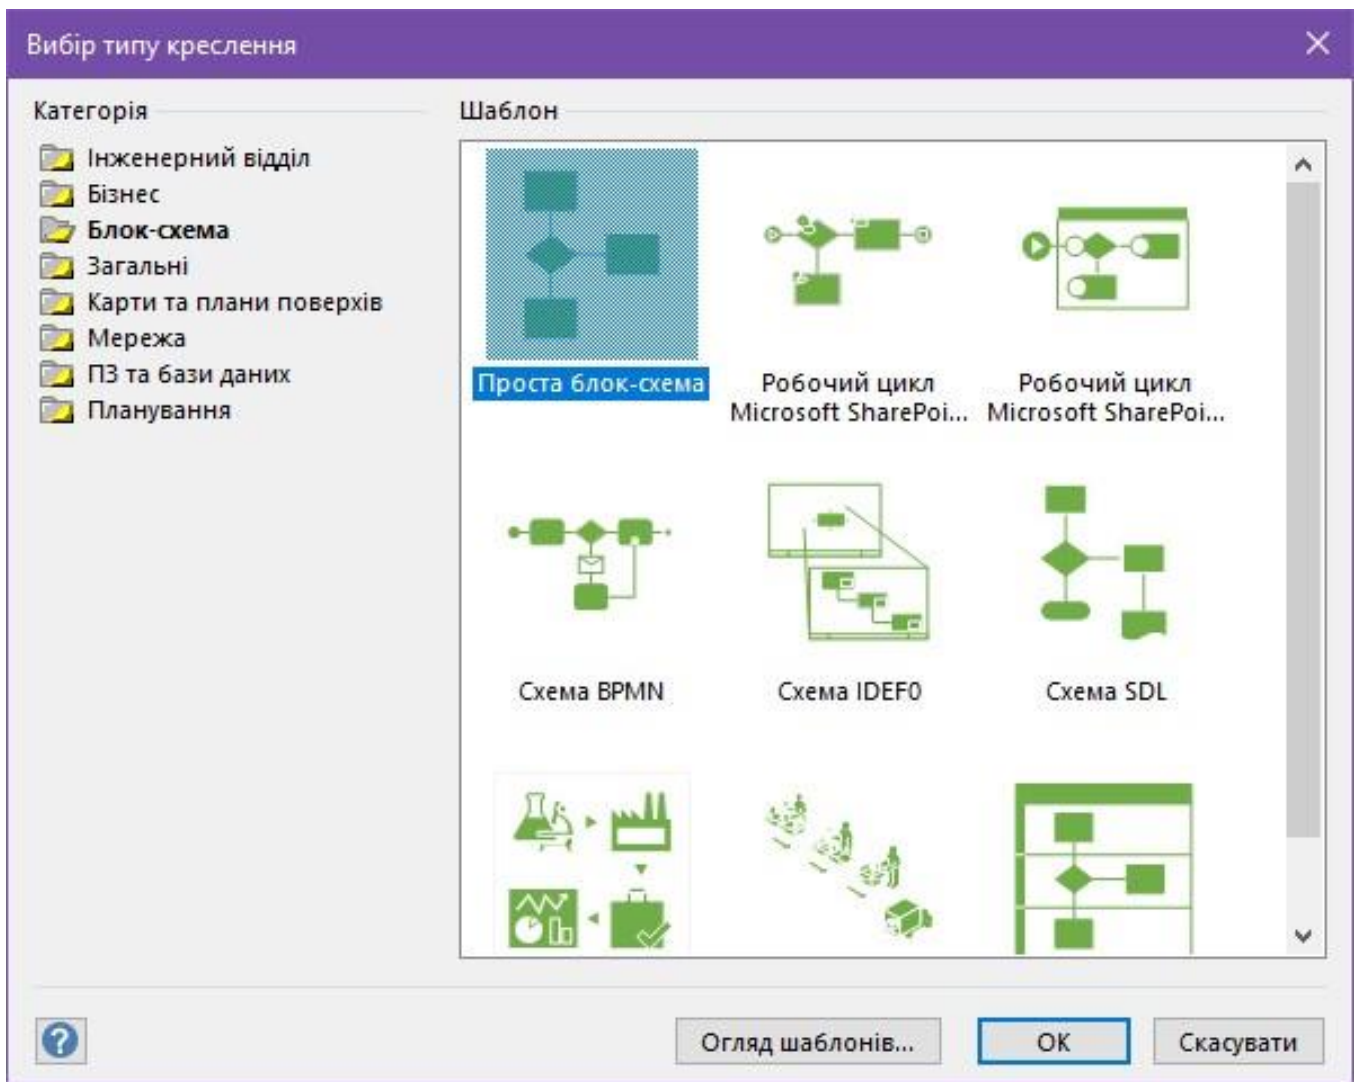 Вибір типу креслення
Категорія
Інженерний відділ
Бізнес
Блок-схема
Загальні
Карти та плани поверхів
Мережа
ПЗ та бази даних
Планування
Шаблон
Проста блок-схема
Робочий цикл
Microsoft SharePoi...
Робочий цикл
Microsoft SharePoi...
Схема BPMN
Схема IDEF0
Схема SDL
?
Огляд шаблонів...
ОК
Скасувати